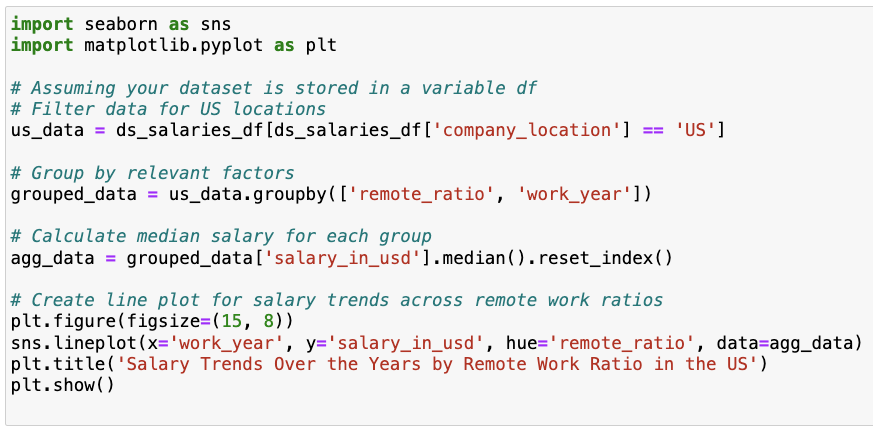 import seaborn as sns
import matplotlib.pyplot as plt
# Assuming your dataset is stored in a variable df
# Filter data for US locations
us_data = ds_salaries_df[ds_salaries_df['company_location'] == 'US']
# Group by relevant factors
grouped_data = us_data.groupby(['remote_ratio', 'work_year'])
# Calculate median salary for each group
agg_data = grouped_data['salary_in_usd'].median().reset_index()
# Create line plot for salary trends across remote work ratios
plt.figure(figsize=(15, 8))
sns.lineplot(x='work_year', y='salary_in_usd', hue='remote_ratio', data=agg_data)
plt.title('Salary Trends Over the Years by Remote Work Ratio in the US')
plt.show()